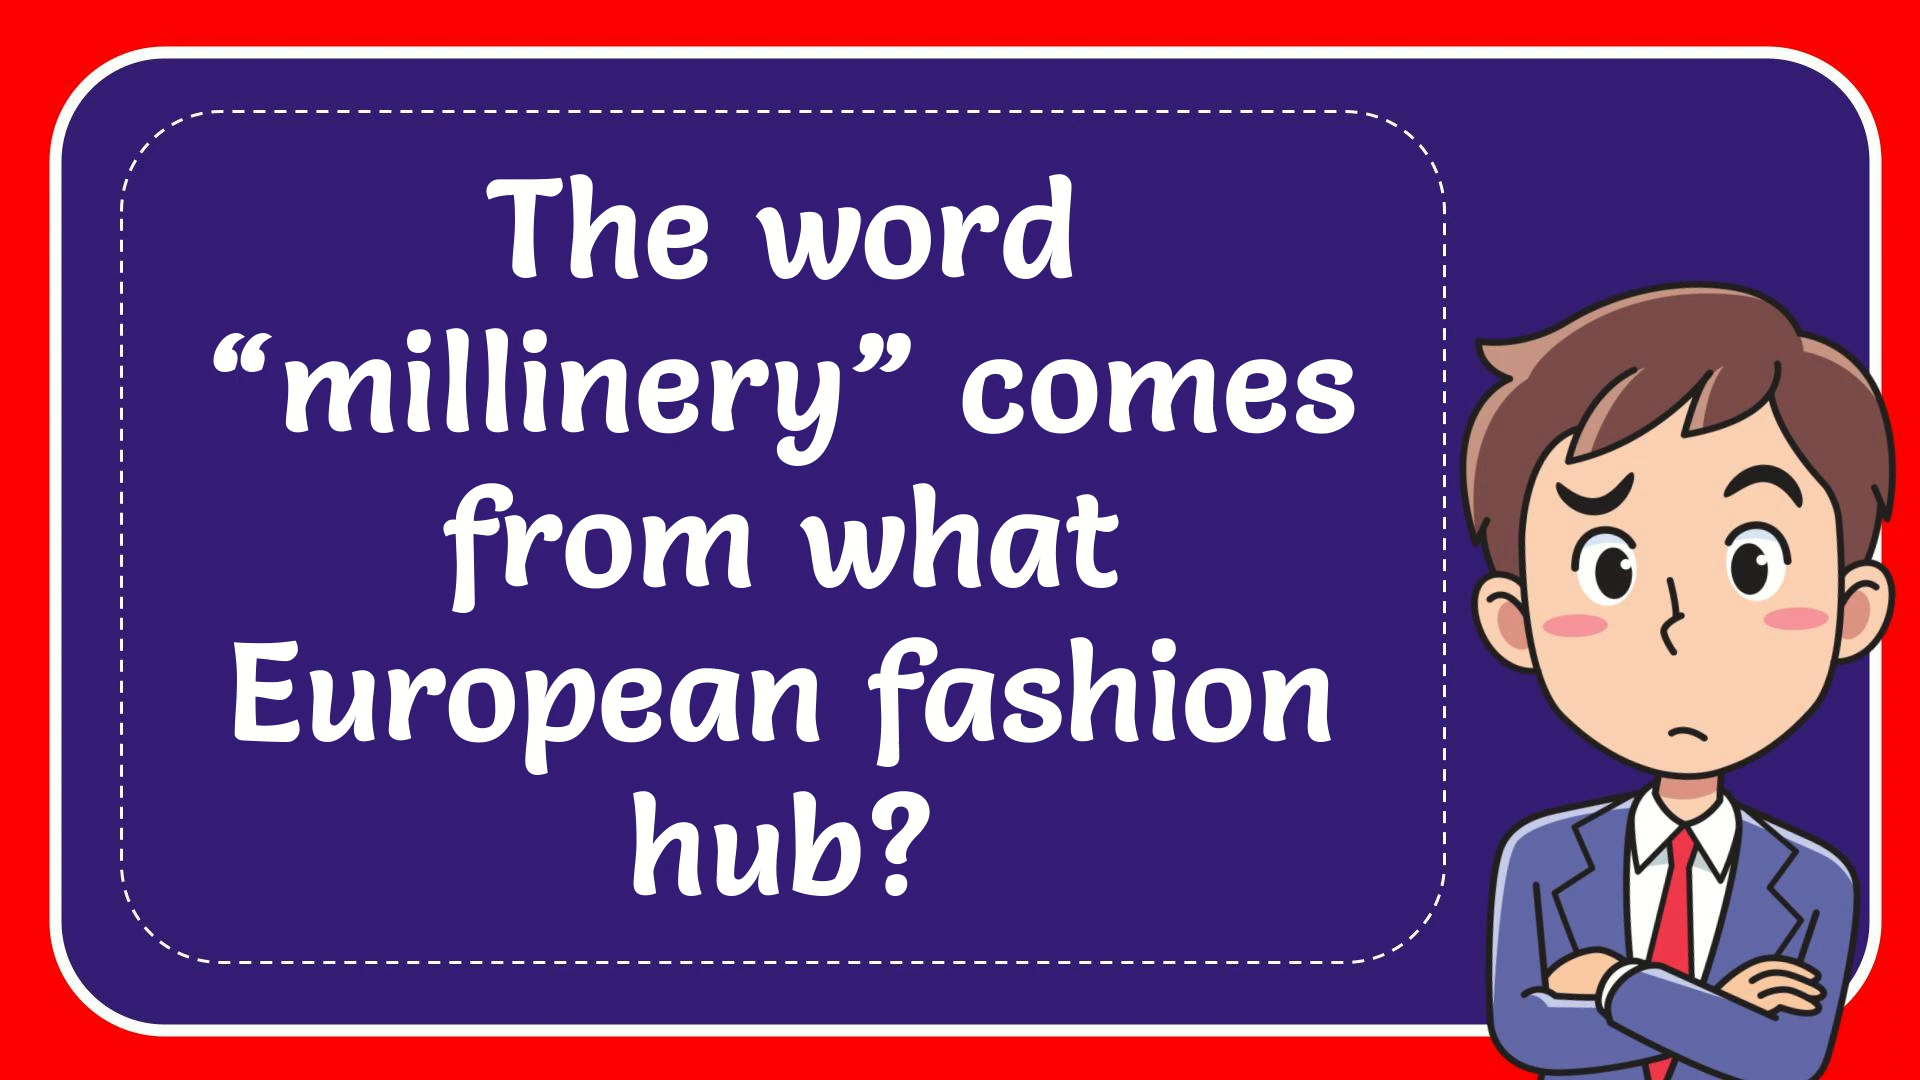 The word
“millinery” comes
from what
European fashion
hub?